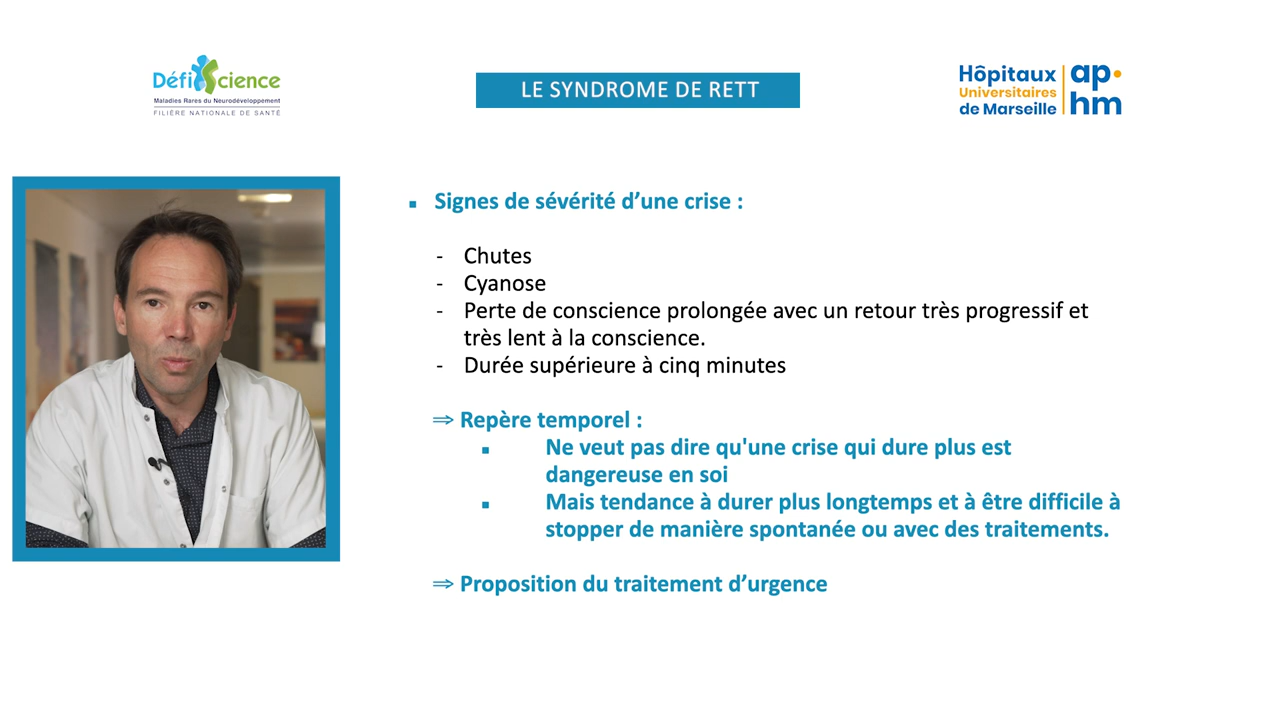 Défi Science
Maladies Rares du Neurodéveloppement
FILIÈRE NATIONALE DE SANTÉ
LE SYNDROME DE RETT
Hôpitaux
Universitaires
de Marseille
ap.
hm
▪ Signes de sévérité d’une crise :
- Chutes
- Cyanose
- Perte de conscience prolongée avec un retour très progressif et
très lent à la conscience.
- Durée supérieure à cinq minutes
⇒ Repère temporel :
▪ Ne veut pas dire qu'une crise qui dure plus est
dangereuse en soi
▪ Mais tendance à durer plus longtemps et à être difficile à
stopper de manière spontanée ou avec des traitements.
⇒ Proposition du traitement d’urgence